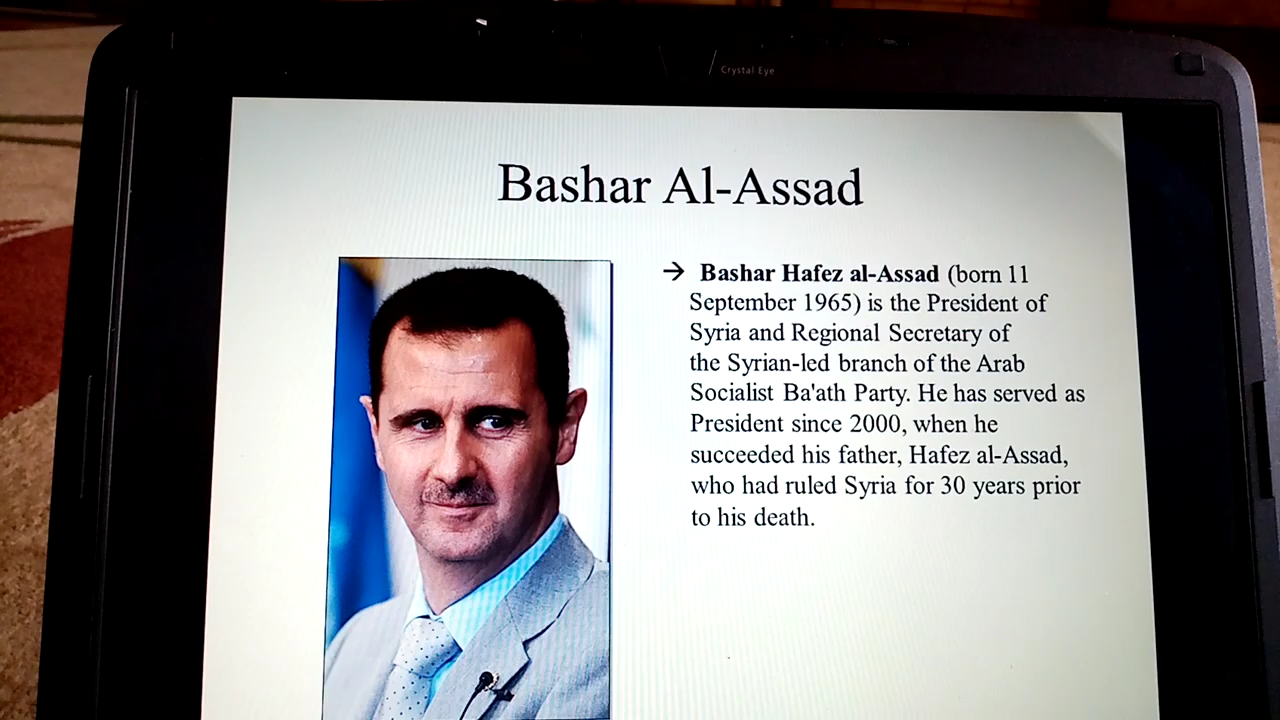 Crystal Eye
Bashar Al-Assad
→ Bashar Hafez al-Assad (born 11
September 1965) is the President of
Syria and Regional Secretary of
the Syrian-led branch of the Arab
Socialist Ba'ath Party. He has served as
President since 2000, when he
succeeded his father, Hafez al-Assad,
who had ruled Syria for 30 years prior
to his death.